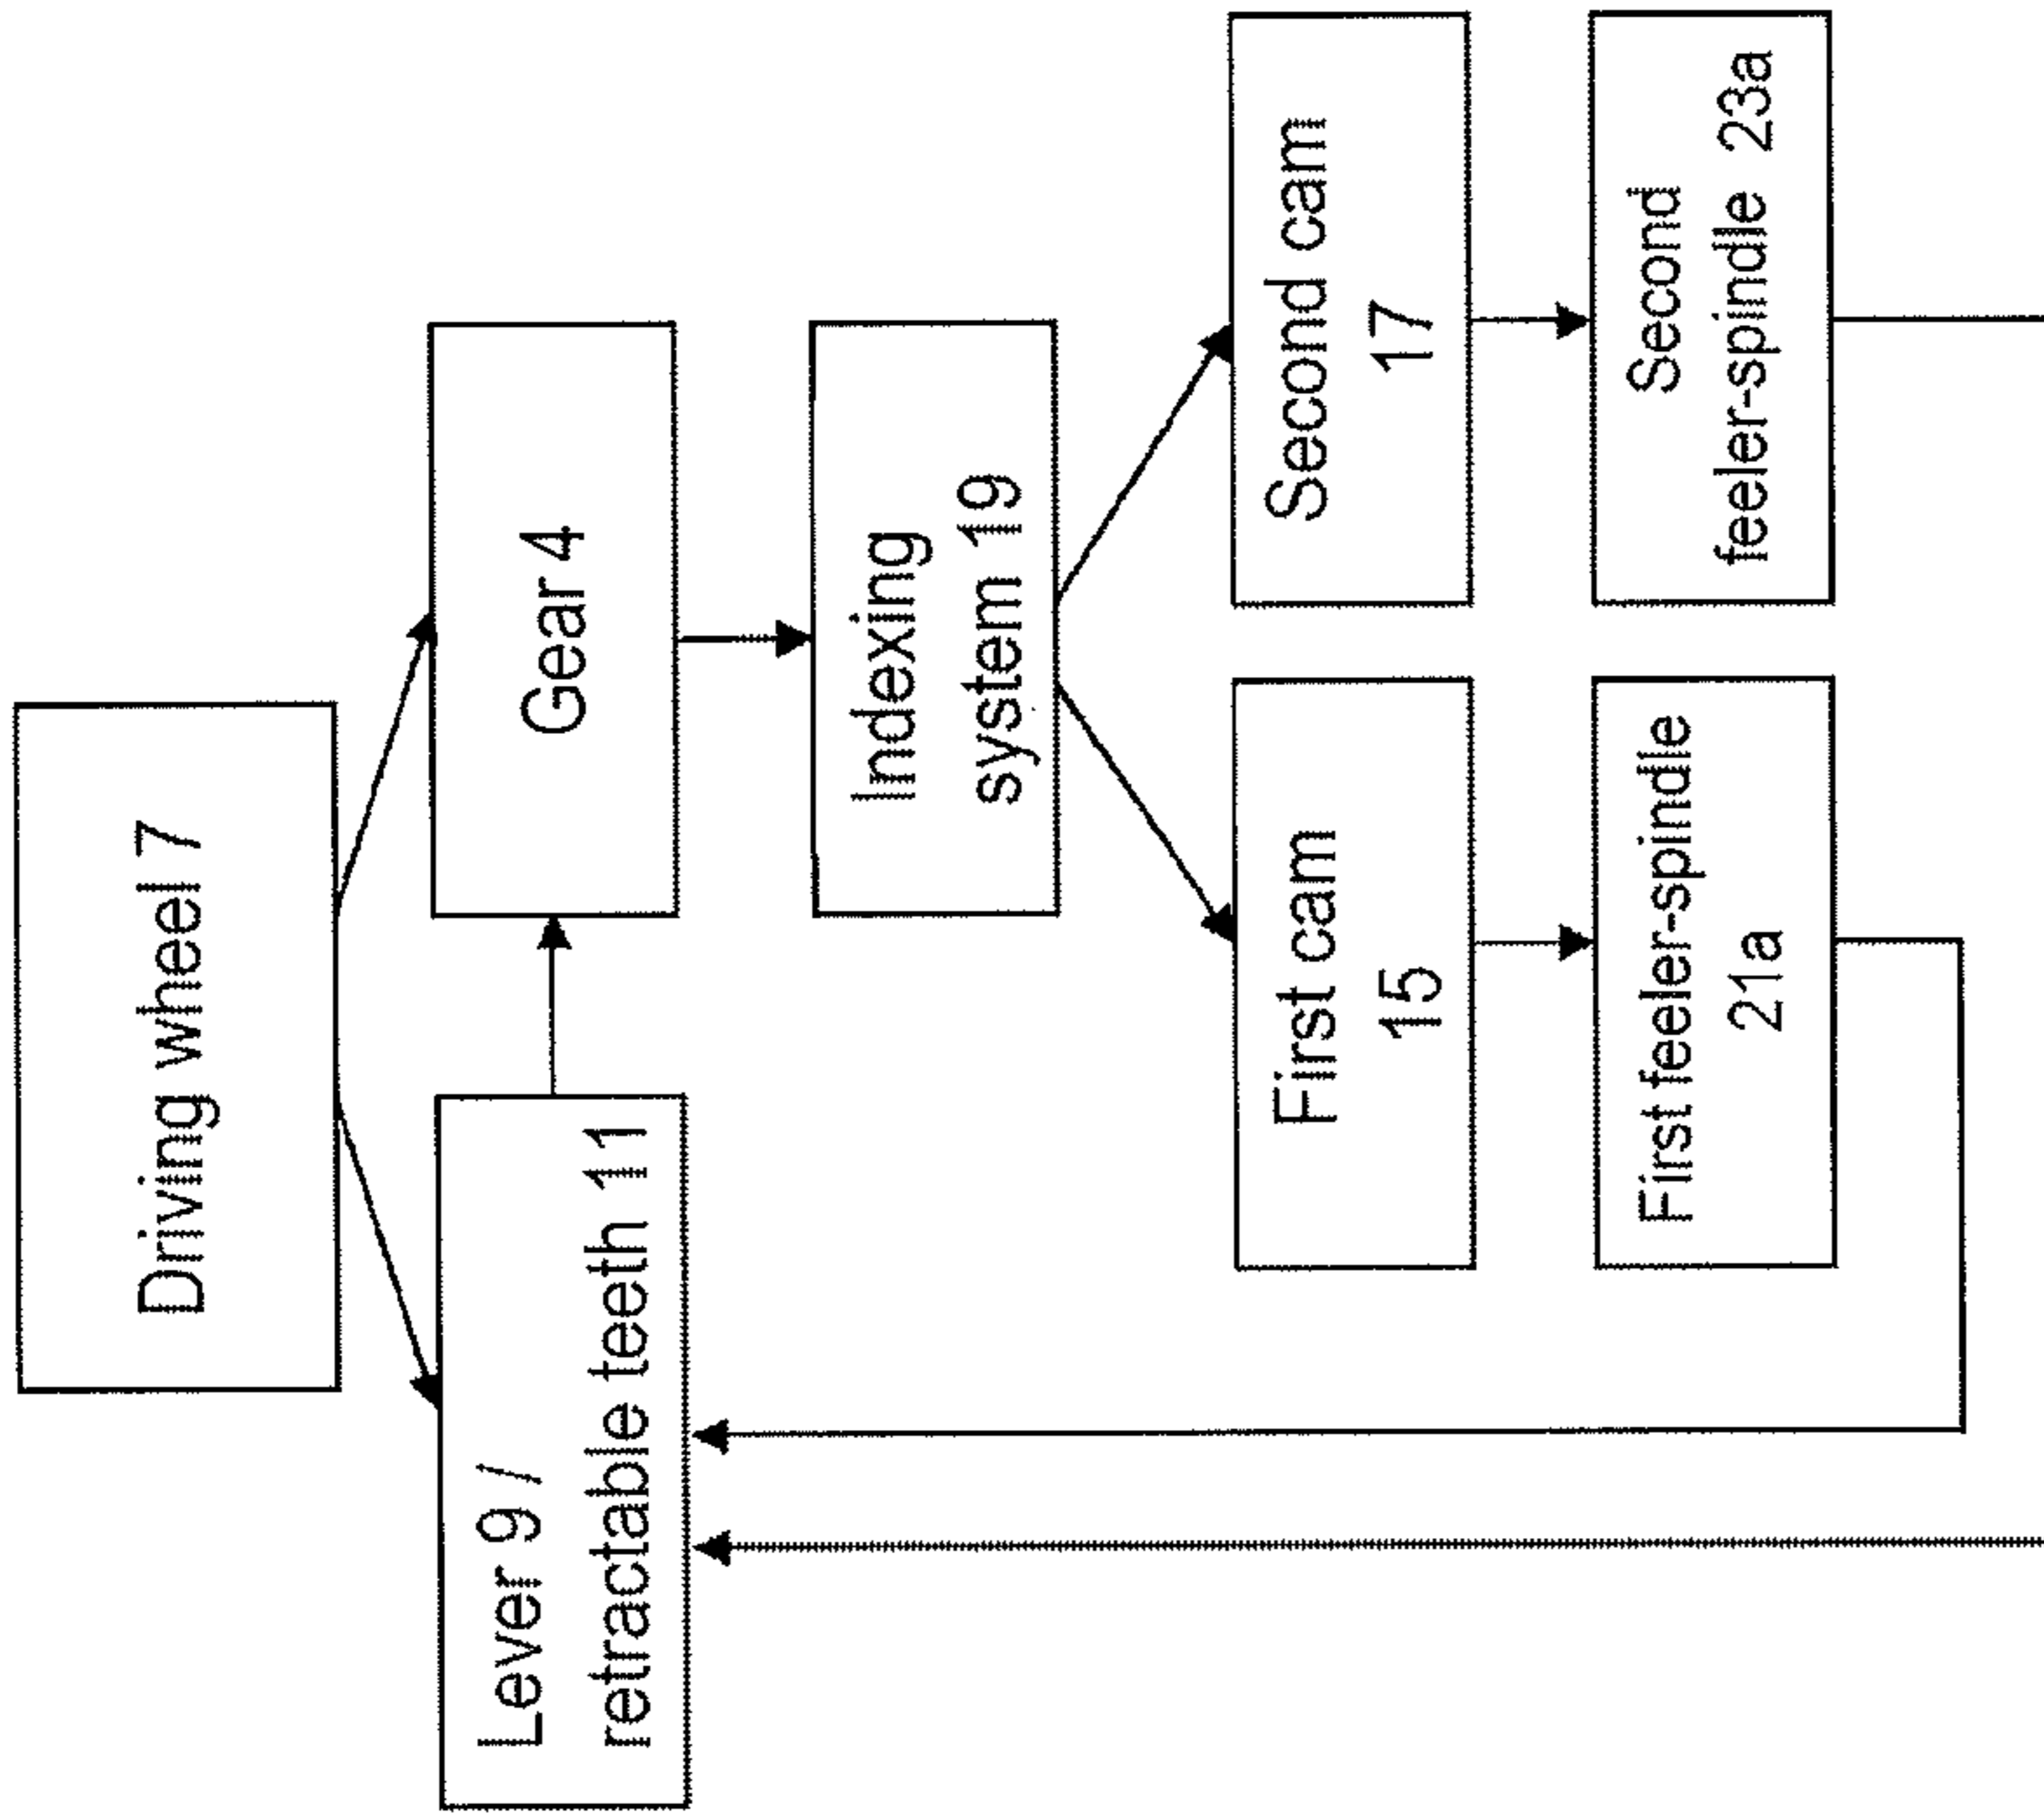 Driving wheel 7
Lever 9 /
retractable teeth 11
Gear 4
Indexing
system 19
First cam
15
Second cam
17
First feeler-spindle
21a
Second
feeler-spindle 23a